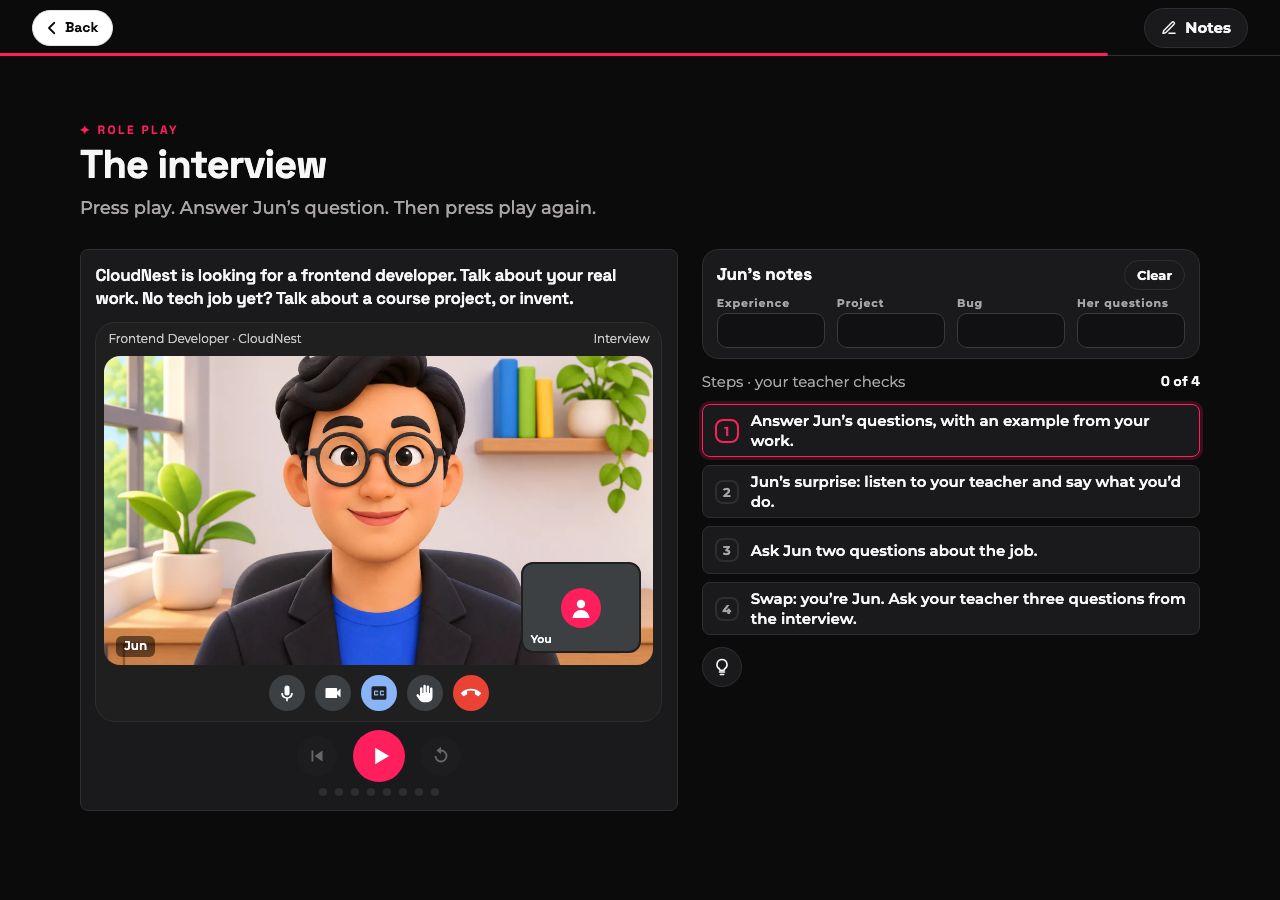 Back
Notes
ROLE PLAY
The interview
Press play. Answer Jun’s question. Then press play again.
CloudNest is looking for a frontend developer. Talk about your real
work. No tech job yet? Talk about a course project, or invent.
Frontend Developer · CloudNest
Interview
Jun
You
CC
Jun’s notes
Clear
Experience
Project
Bug
Her questions
Steps · your teacher checks
0 of 4
1
Answer Jun’s questions, with an example from your
work.
2
Jun’s surprise: listen to your teacher and say what you’d
do.
3
Ask Jun two questions about the job.
4
Swap: you’re Jun. Ask your teacher three questions from
the interview.